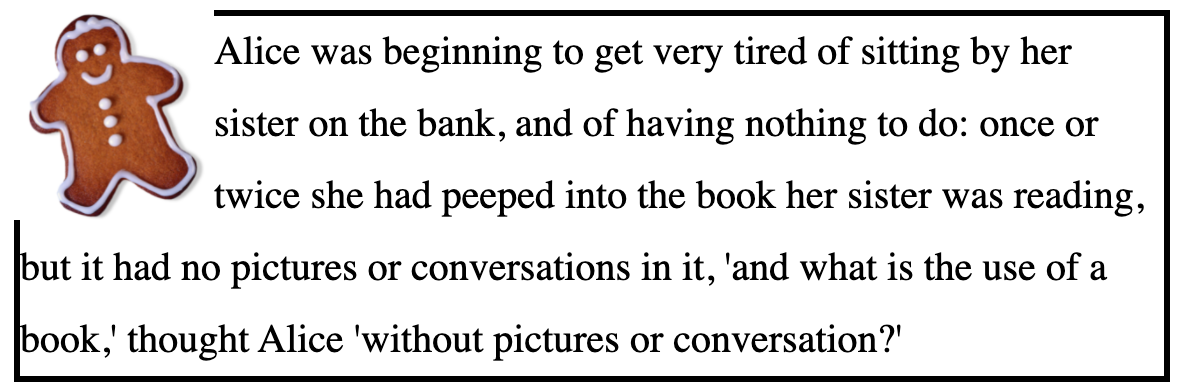 Alice was beginning to get very tired of sitting by her
sister on the bank, and of having nothing to do: once or
twice she had peeped into the book her sister was reading,
but it had no pictures or conversations in it, 'and what is the use of a
book,' thought Alice 'without pictures or conversation?'